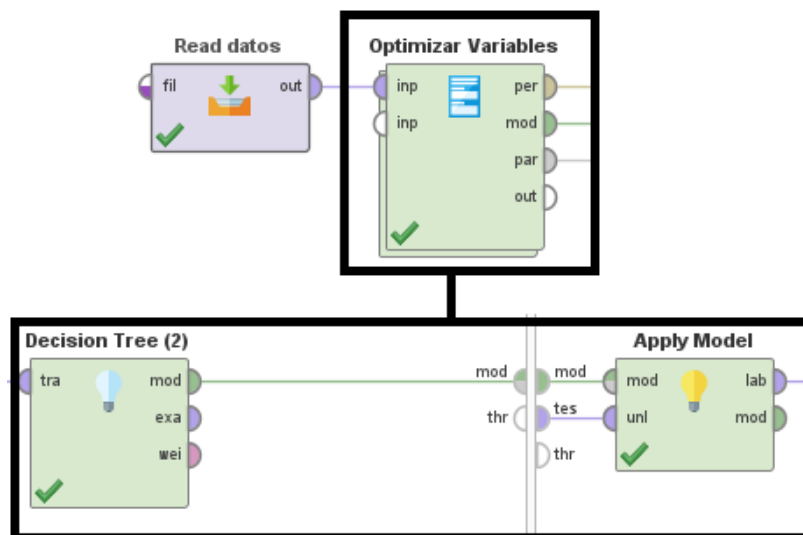 Read datos
fil out
Optimizar Variables
inp per
inp mod
par
out
Decision Tree (2)
tra mod
exa
wei
mod mod
thr tes
thr
Apply Model
mod lab
unl mod